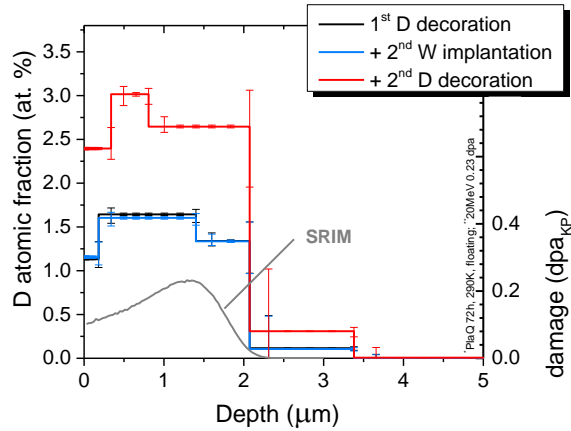 1st D decoration
+ 2nd W implantation
+ 2nd D decoration
D atomic fraction (at. %)
3.5
3.0
2.5
2.0
1.5
1.0
0.5
0.0
SRIM
*PlaQ 72h, 290K, floating; **20MeV 0.23 dpa
0.4
0.2
0.0
damage (dpaKP)
0
1
2
3
4
5
Depth (μm)